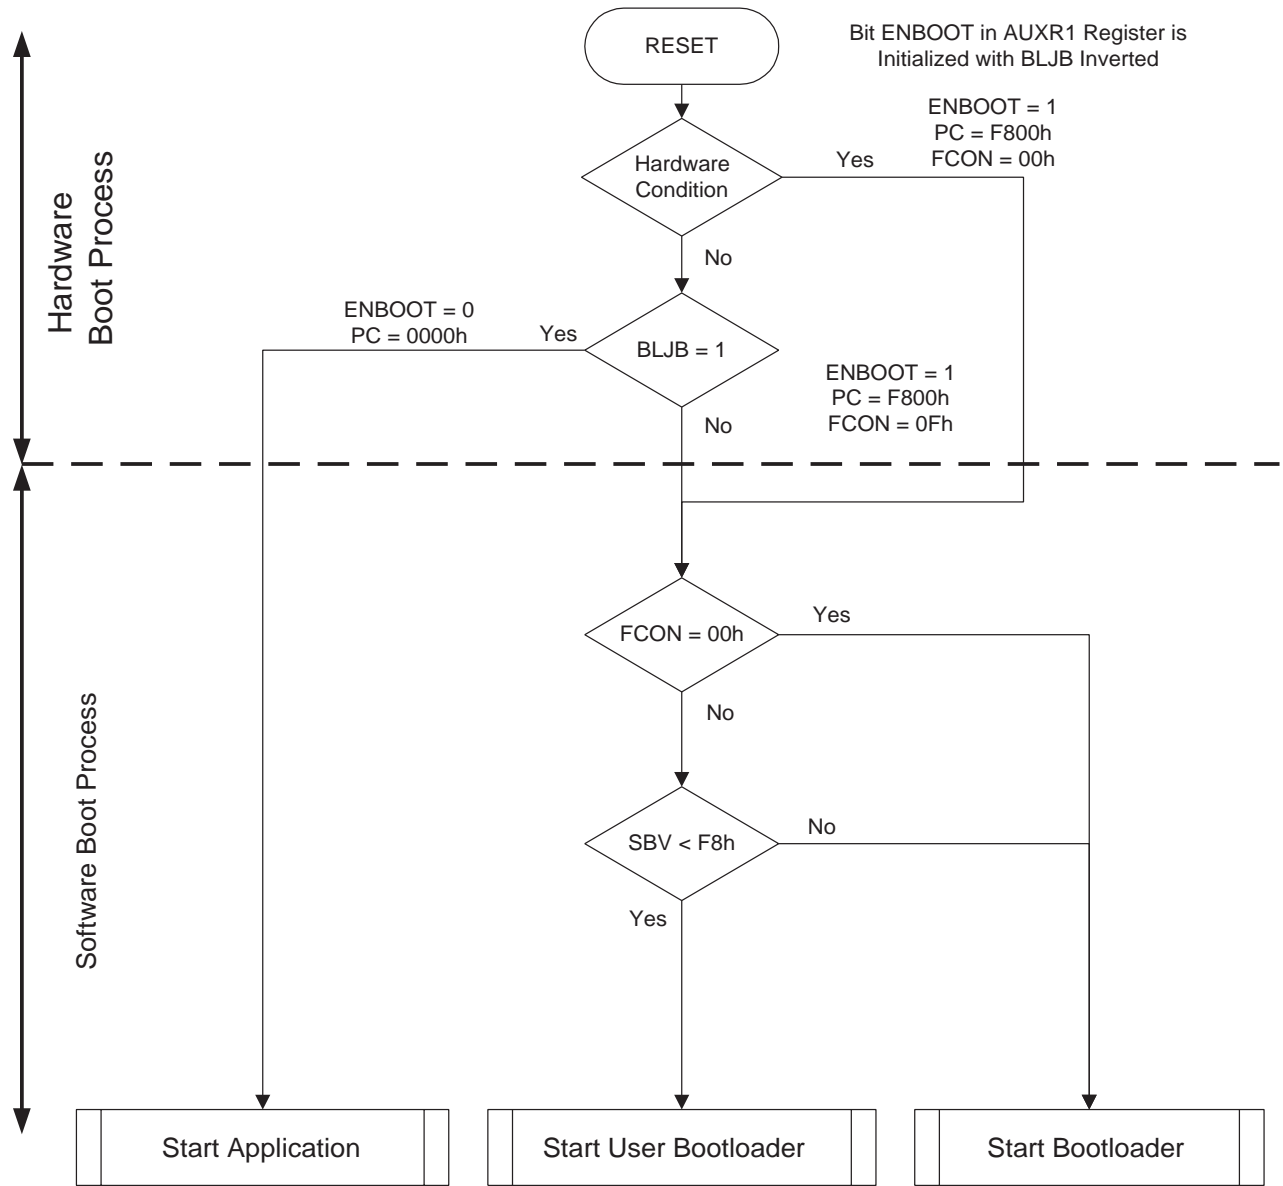 RESET
Bit ENBOOT in AUXR1 Register is
Initialized with BLJB Inverted
ENBOOT = 1
PC = F800h
FCON = 00h
Hardware
Condition
Yes
No
Hardware
Boot Process
ENBOOT = 0
PC = 0000h
Yes
BLJB = 1
ENBOOT = 1
PC = F800h
FCON = 0Fh
No
FCON = 00h
Yes
No
Software Boot Process
SBV < F8h
No
Yes
Start Application
Start User Bootloader
Start Bootloader